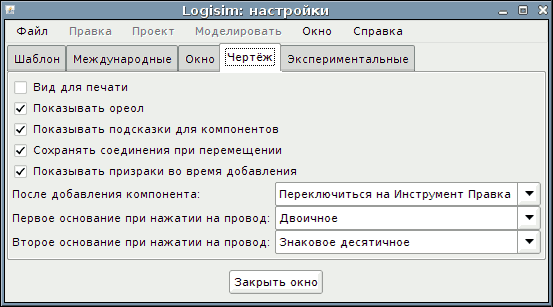 Logisim: настройки
Файл Правка Проект Моделировать Окно Справка
Шаблон Международные Окно Чертёж Экспериментальные
Вид для печати
Показывать ореол
Показывать подсказки для компонентов
Сохранять соединения при перемещении
Показывать призраки во время добавления
После добавления компонента: Переключиться на Инструмент Правка
Первое основание при нажатии на провод: Двоичное
Второе основание при нажатии на провод: Знаковое десятичное
Закрыть окно